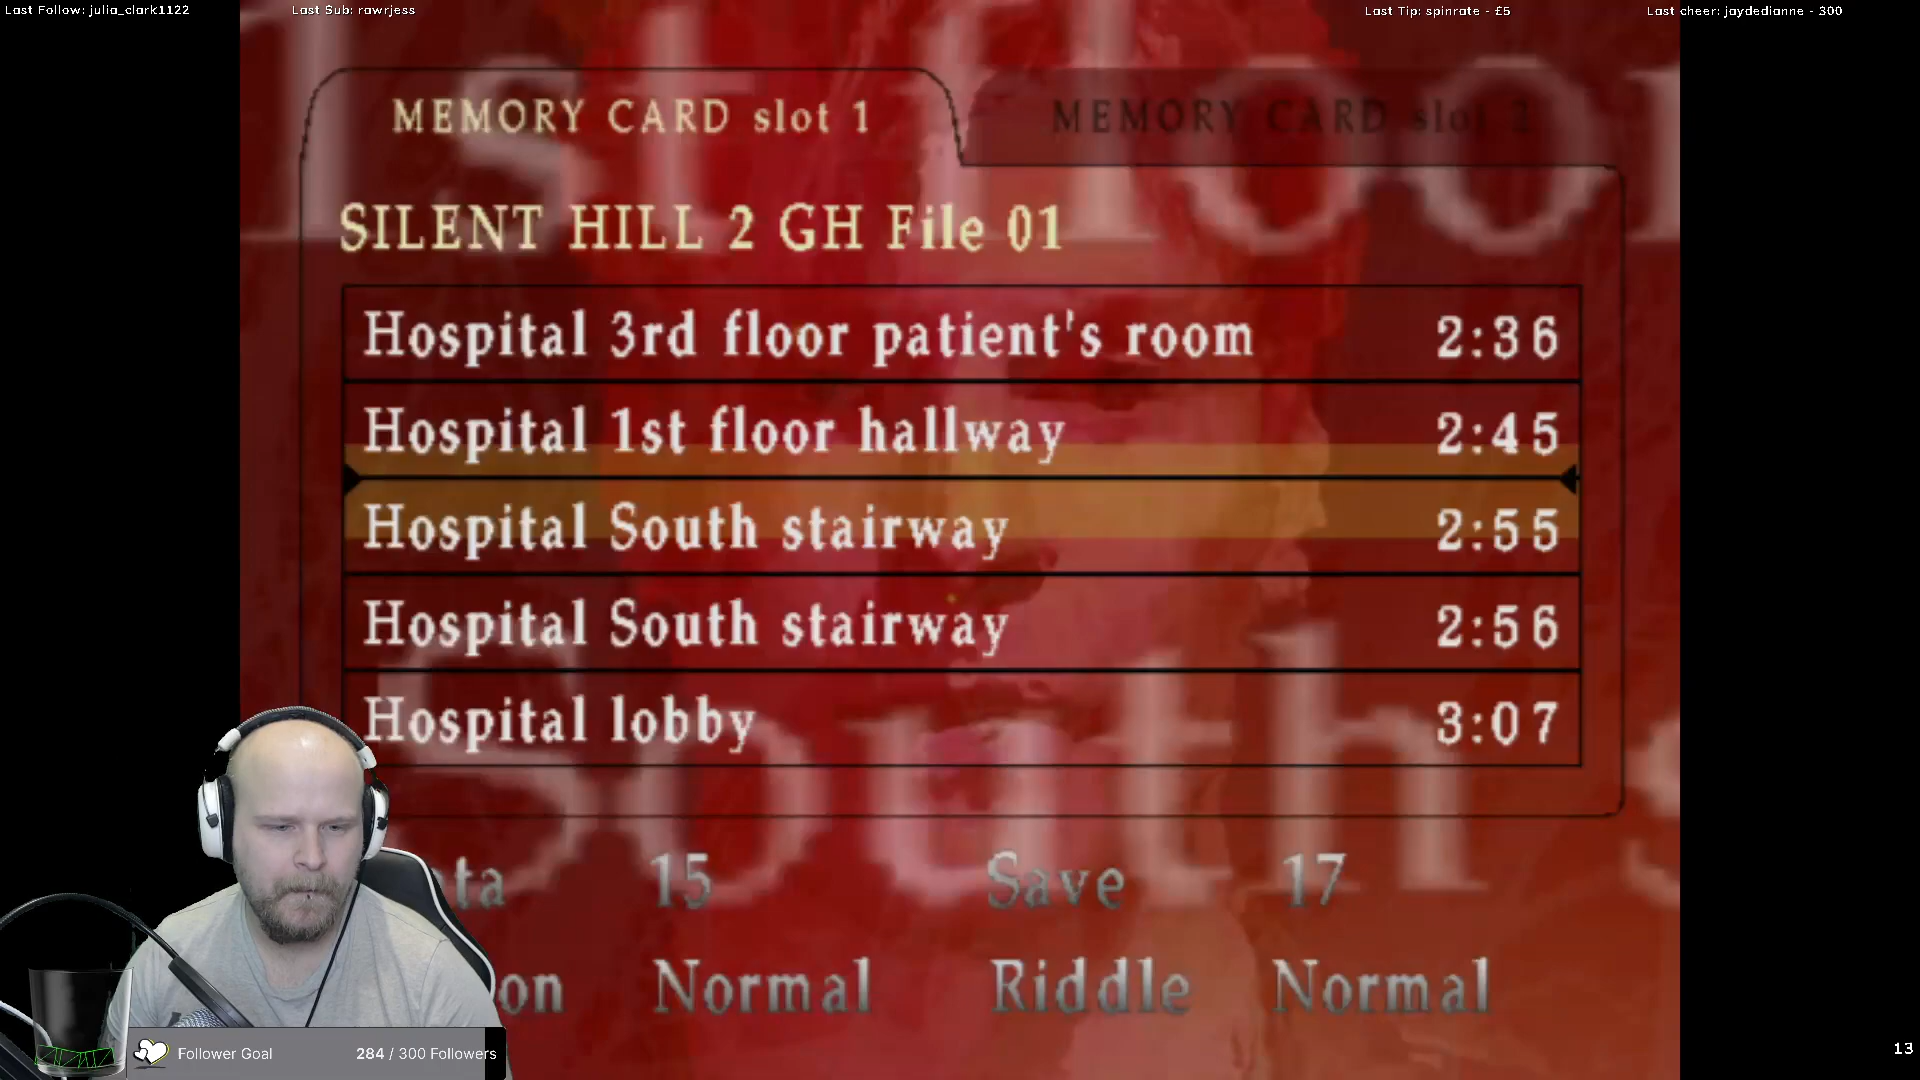 Last Follow: julia_clark1122
Last Sub: rawrjess
Last Tip: spinrate - £5
Last cheer: jaydedianne - 300
MEMORY CARD slot 1
MEMORY CARD slot 2
SILENT HILL 2 GH File 01
Hospital 3rd floor patient's room 2:36
Hospital 1st floor hallway 2:45
Hospital South stairway 2:55
Hospital South stairway 2:56
Hospital lobby 3:07
15 Save 17
Normal Riddle Normal
Follower Goal 284 / 300 Followers
13
1st floor
South